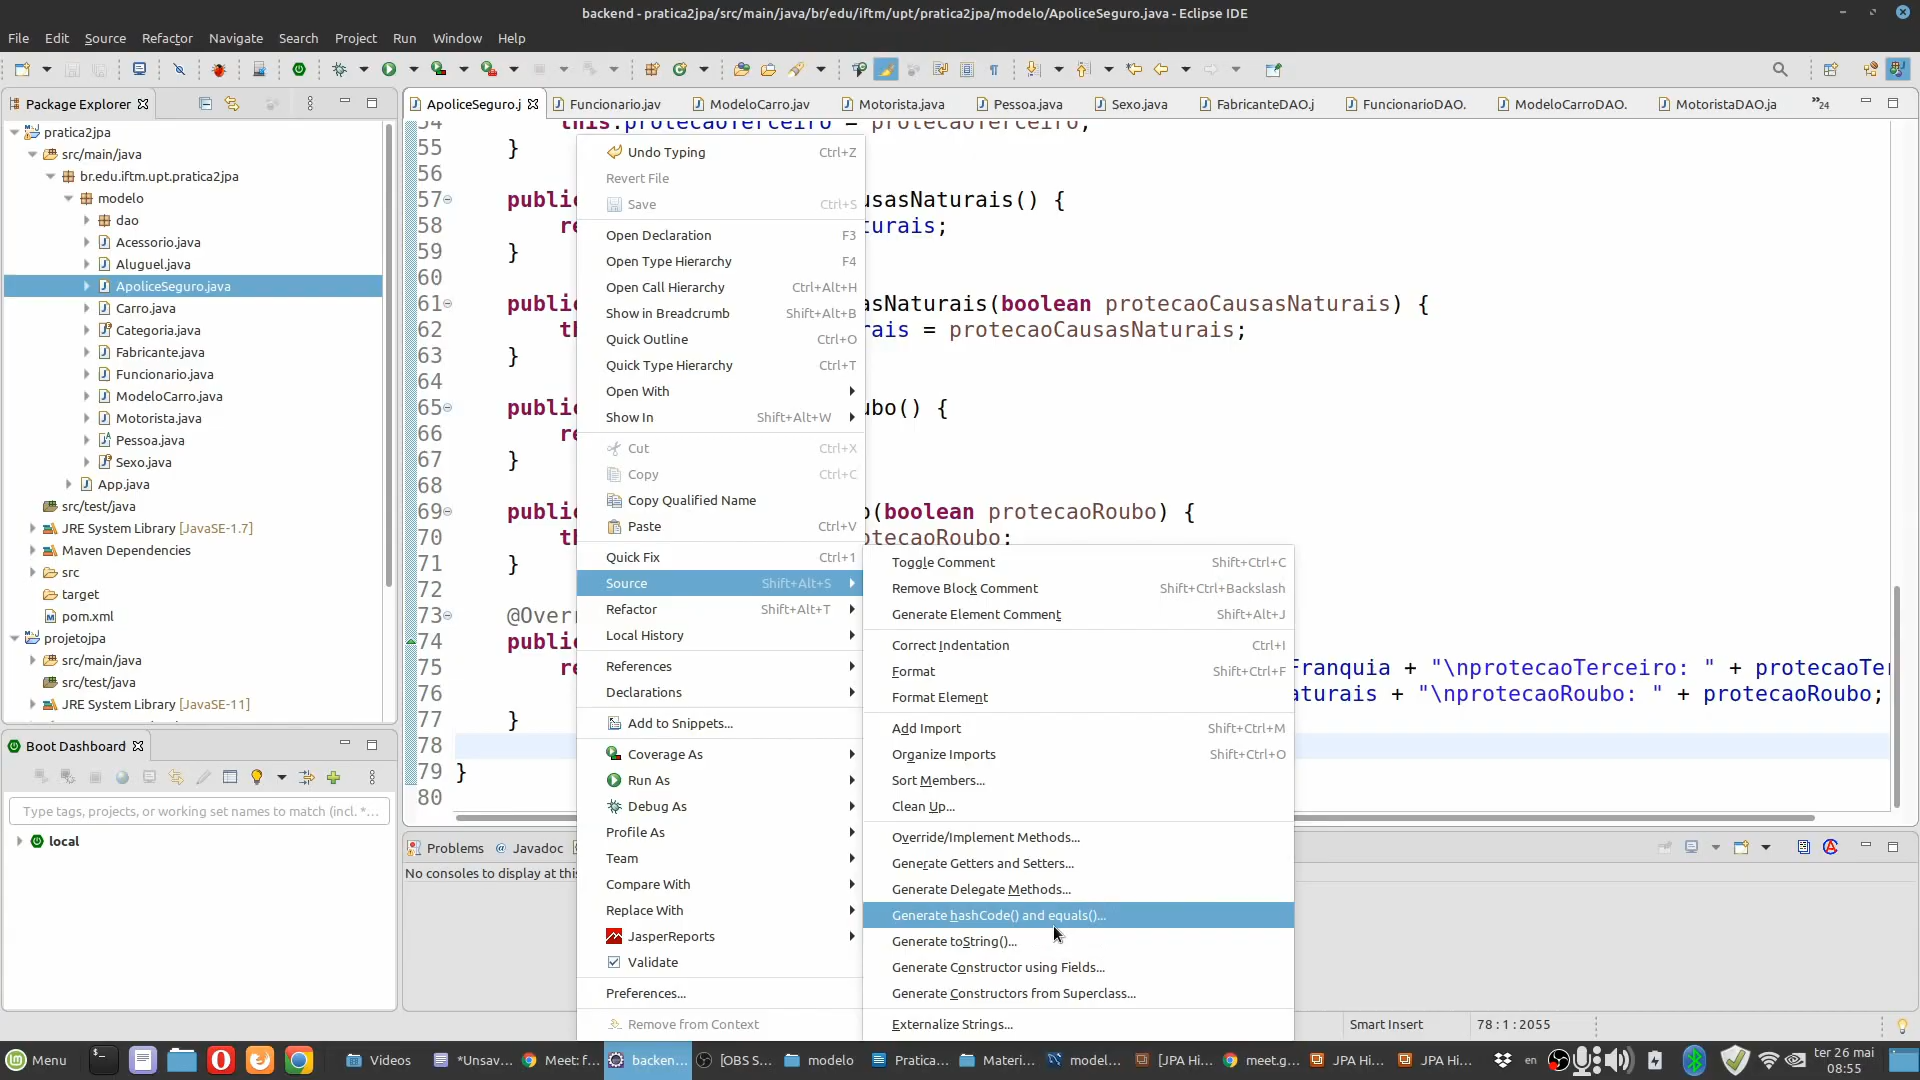 backend - pratica2jpa/src/main/java/br/edu/iftm/upt/pratica2jpa/modelo/ApoliceSeguro.java - Eclipse IDE
File Edit Source Refactor Navigate Search Project Run Window Help
Package Explorer
ApoliceSeguro.j Funcionario.jav ModeloCarro.jav Motorista.java Pessoa.java Sexo.java FabricanteDAO.j FuncionarioDAO. ModeloCarroDAO. MotoristaDAO.ja »24
pratica2jpa
src/main/java
br.edu.iftm.upt.pratica2jpa
modelo
dao
Acessorio.java
Aluguel.java
ApoliceSeguro.java
Carro.java
Categoria.java
Fabricante.java
Funcionario.java
ModeloCarro.java
Motorista.java
Pessoa.java
Sexo.java
App.java
src/test/java
JRE System Library [JavaSE-1.7]
Maven Dependencies
src
target
pom.xml
projetojpa
src/main/java
src/test/java
JRE System Library [JavaSE-11]
Boot Dashboard
Type tags, projects, or working set names to match (incl. *...
local
54 this.protecaoTerceiro = protecaoTerceiro;
55 }
56
57 public usasNaturais() {
58 re turais;
59 }
60
61 public asNaturais(boolean protecaoCausasNaturais) {
62 th rais = protecaoCausasNaturais;
63 }
64
65 public ubo() {
66 re
67 }
68
69 public o(boolean protecaoRoubo) {
70 th otecaoRoubo;
71 }
72
73 @Overr
74 public
75 re Franquia + "\nprotecaoTerceiro: " + protecaoTer
76 aturais + "\nprotecaoRoubo: " + protecaoRoubo;
77 }
78
79 }
80
Undo Typing Ctrl+Z
Revert File
Save Ctrl+S
Open Declaration F3
Open Type Hierarchy F4
Open Call Hierarchy Ctrl+Alt+H
Show in Breadcrumb Shift+Alt+B
Quick Outline Ctrl+O
Quick Type Hierarchy Ctrl+T
Open With
Show In Shift+Alt+W
Cut Ctrl+X
Copy Ctrl+C
Copy Qualified Name
Paste Ctrl+V
Quick Fix Ctrl+1
Source Shift+Alt+S
Refactor Shift+Alt+T
Local History
References
Declarations
Add to Snippets...
Coverage As
Run As
Debug As
Profile As
Team
Compare With
Replace With
JasperReports
Validate
Preferences...
Remove from Context
Toggle Comment Shift+Ctrl+C
Remove Block Comment Shift+Ctrl+Backslash
Generate Element Comment Shift+Alt+J
Correct Indentation Ctrl+I
Format Shift+Ctrl+F
Format Element
Add Import Shift+Ctrl+M
Organize Imports Shift+Ctrl+O
Sort Members...
Clean Up...
Override/Implement Methods...
Generate Getters and Setters...
Generate Delegate Methods...
Generate hashCode() and equals()...
Generate toString()...
Generate Constructor using Fields...
Generate Constructors from Superclass...
Externalize Strings...
Problems Javadoc
No consoles to display at this
Smart Insert 78 : 1 : 2055
Menu Videos *Unsav... Meet: f... backen... [OBS S... modelo Pratica... Materi... model... [JPA Hi... meet.g... JPA Hi... JPA Hi... en ter 26 mai
08:55